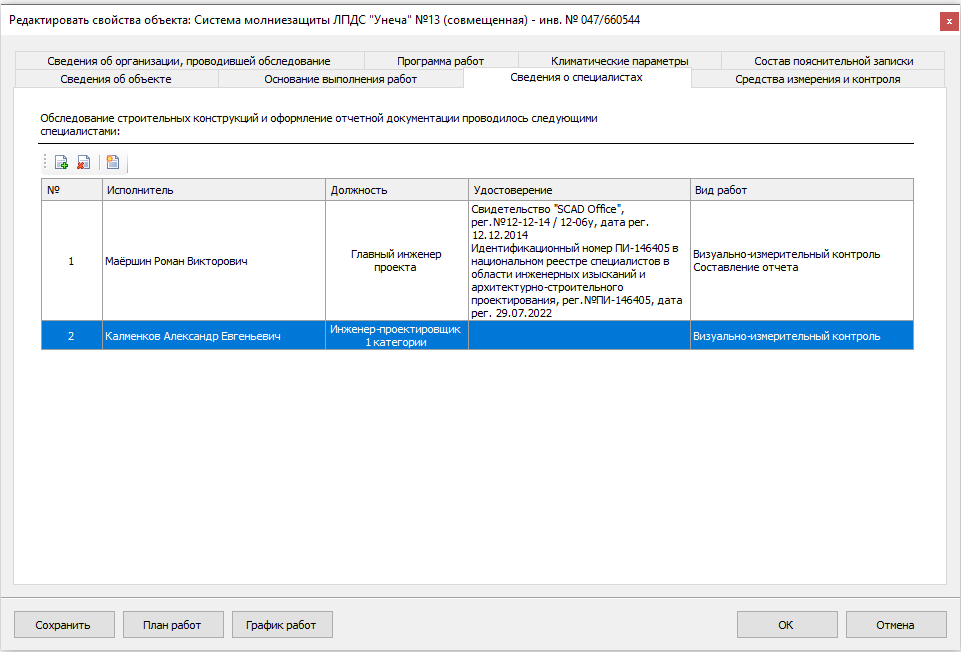 Редактировать свойства объекта: Система молниезащиты ЛПДС "Унеча" №13 (совмещенная) - инв. № 047/660544
x
Сведения об организации, проводившей обследование
Программа работ
Климатические параметры
Состав пояснительной записки
Сведения об объекте
Основание выполнения работ
Сведения о специалистах
Средства измерения и контроля
Обследование строительных конструкций и оформление отчетной документации проводилось следующими
специалистами:
№
Исполнитель
Должность
Удостоверение
Вид работ
1
Маёршин Роман Викторович
Главный инженер
проекта
Свидетельство "SCAD Office",
рег.№12-12-14 / 12-06у, дата рег.
12.12.2014
Идентификационный номер ПИ-146405 в
национальном реестре специалистов в
области инженерных изысканий и
архитектурно-строительного
проектирования, рег.№ПИ-146405, дата
рег. 29.07.2022
Визуально-измерительный контроль
Составление отчета
2
Калменков Александр Евгеньевич
Инженер-проектировщик
1 категории
Визуально-измерительный контроль
Сохранить
План работ
График работ
ОК
Отмена